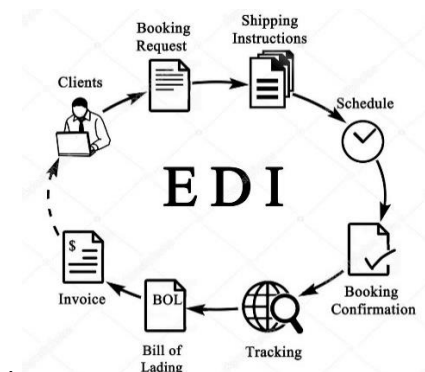 Booking
Request
Shipping
Instructions
Clients
Schedule
EDI
$
Invoice
BOL
Bill of
Lading
Tracking
Booking
Confirmation